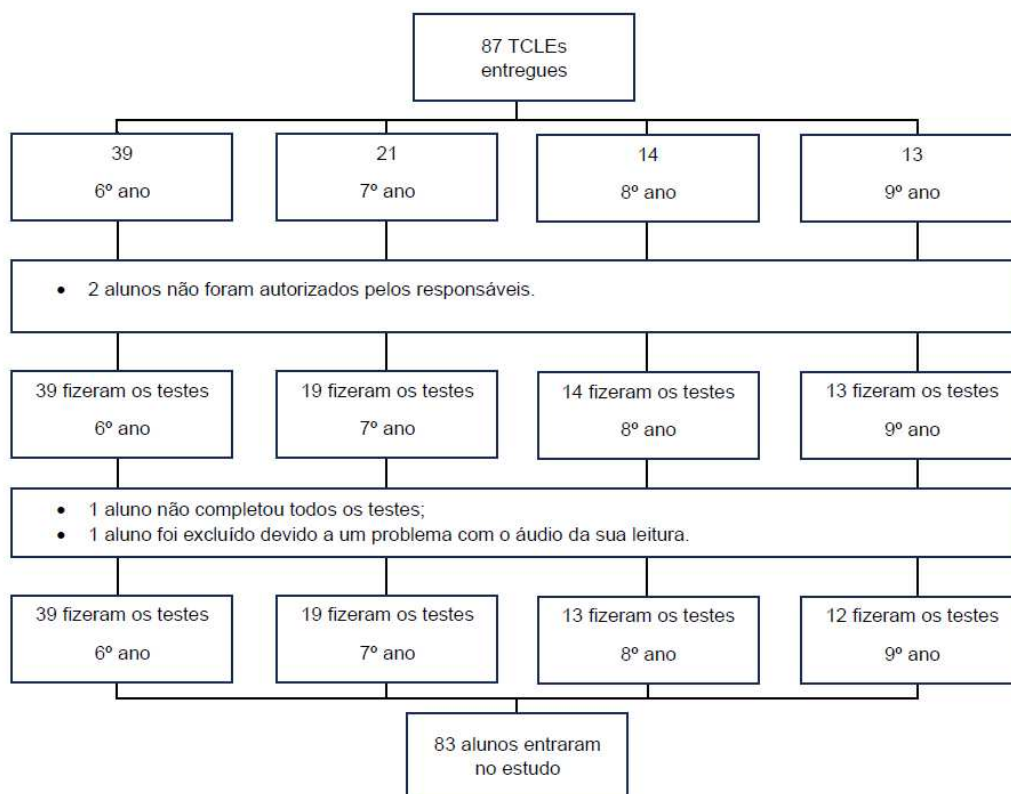 87 TCLEs
entregues
39
6º ano
21
7º ano
14
8º ano
13
9º ano
• 2 alunos não foram autorizados pelos responsáveis.
39 fizeram os testes
6º ano
19 fizeram os testes
7º ano
14 fizeram os testes
8º ano
13 fizeram os testes
9º ano
• 1 aluno não completou todos os testes;
• 1 aluno foi excluído devido a um problema com o áudio da sua leitura.
39 fizeram os testes
6º ano
19 fizeram os testes
7º ano
13 fizeram os testes
8º ano
12 fizeram os testes
9º ano
83 alunos entraram
no estudo